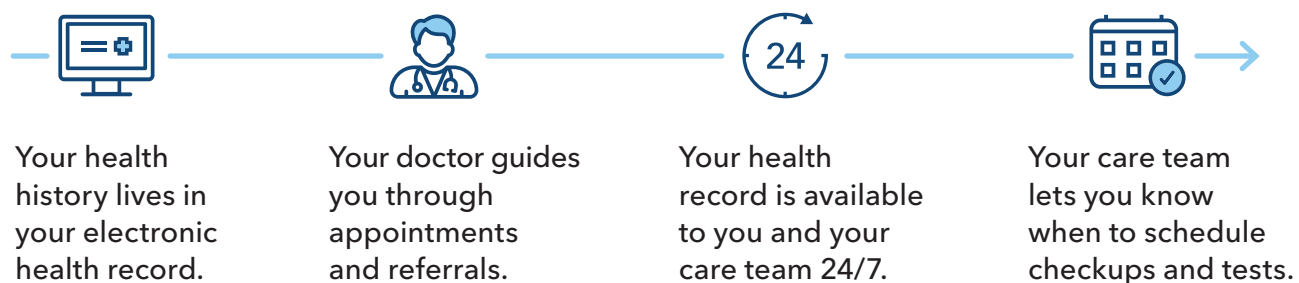 24
Your health
history lives in
your electronic
health record.
Your doctor guides
you through
appointments
and referrals.
Your health
record is available
to you and your
care team 24/7.
Your care team
lets you know
when to schedule
checkups and tests.